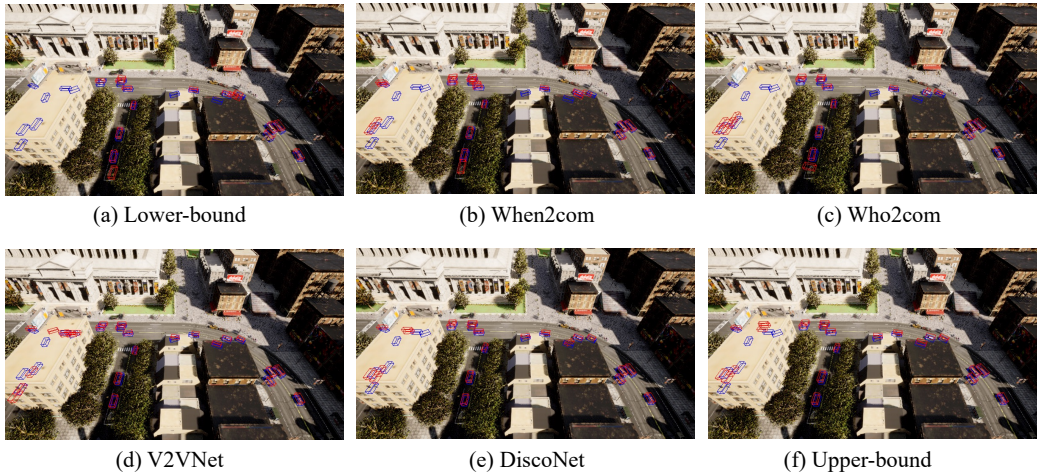 (a) Lower-bound
(b) When2com
(c) Who2com
(d) V2VNet
(e) DiscoNet
(f) Upper-bound